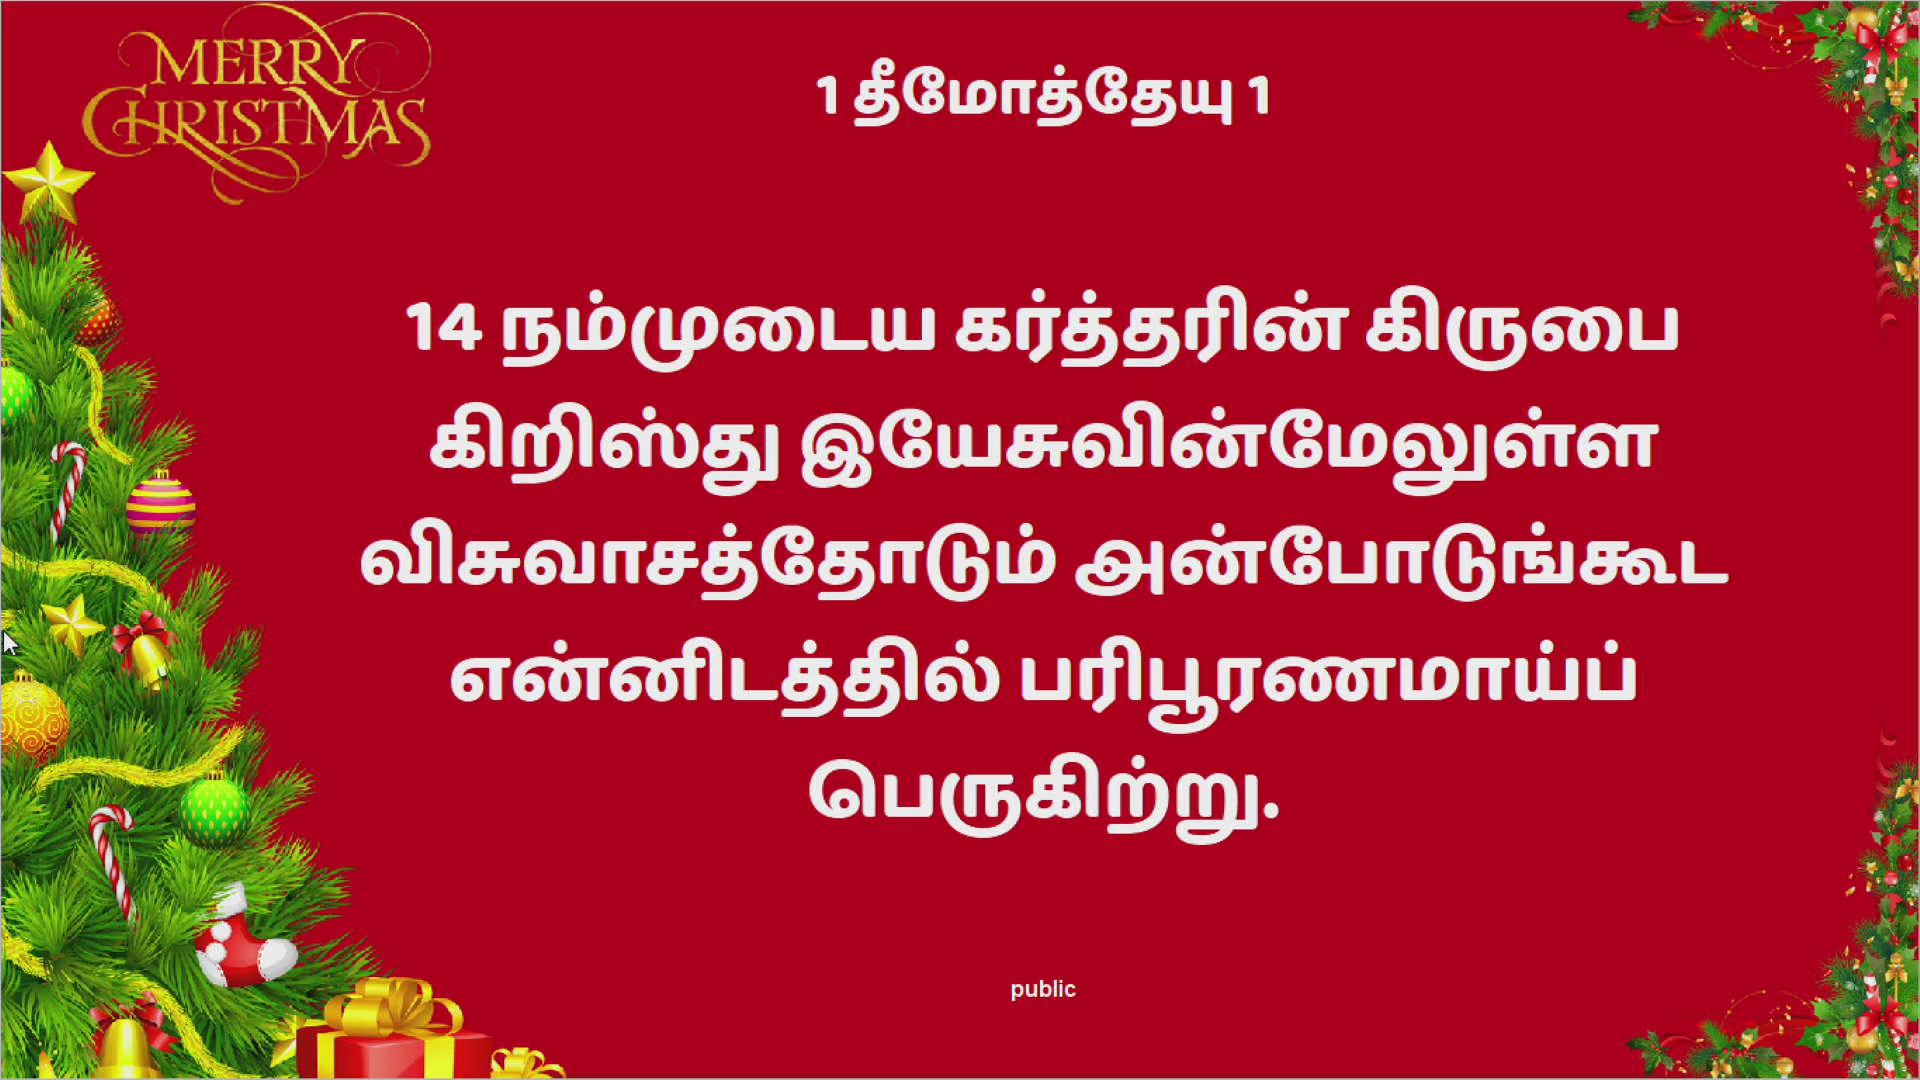 MERRY
CHRISTMAS
1 தீமோத்தேயு 1
14 நம்முடைய கர்த்தரின் கிருபை
கிறிஸ்து இயேசுவின்மேலுள்ள
விசுவாசத்தோடும் அன்போடுங்கூட
என்னிடத்தில் பரிபூரணமாய்ப்
பெருகிற்று.
public